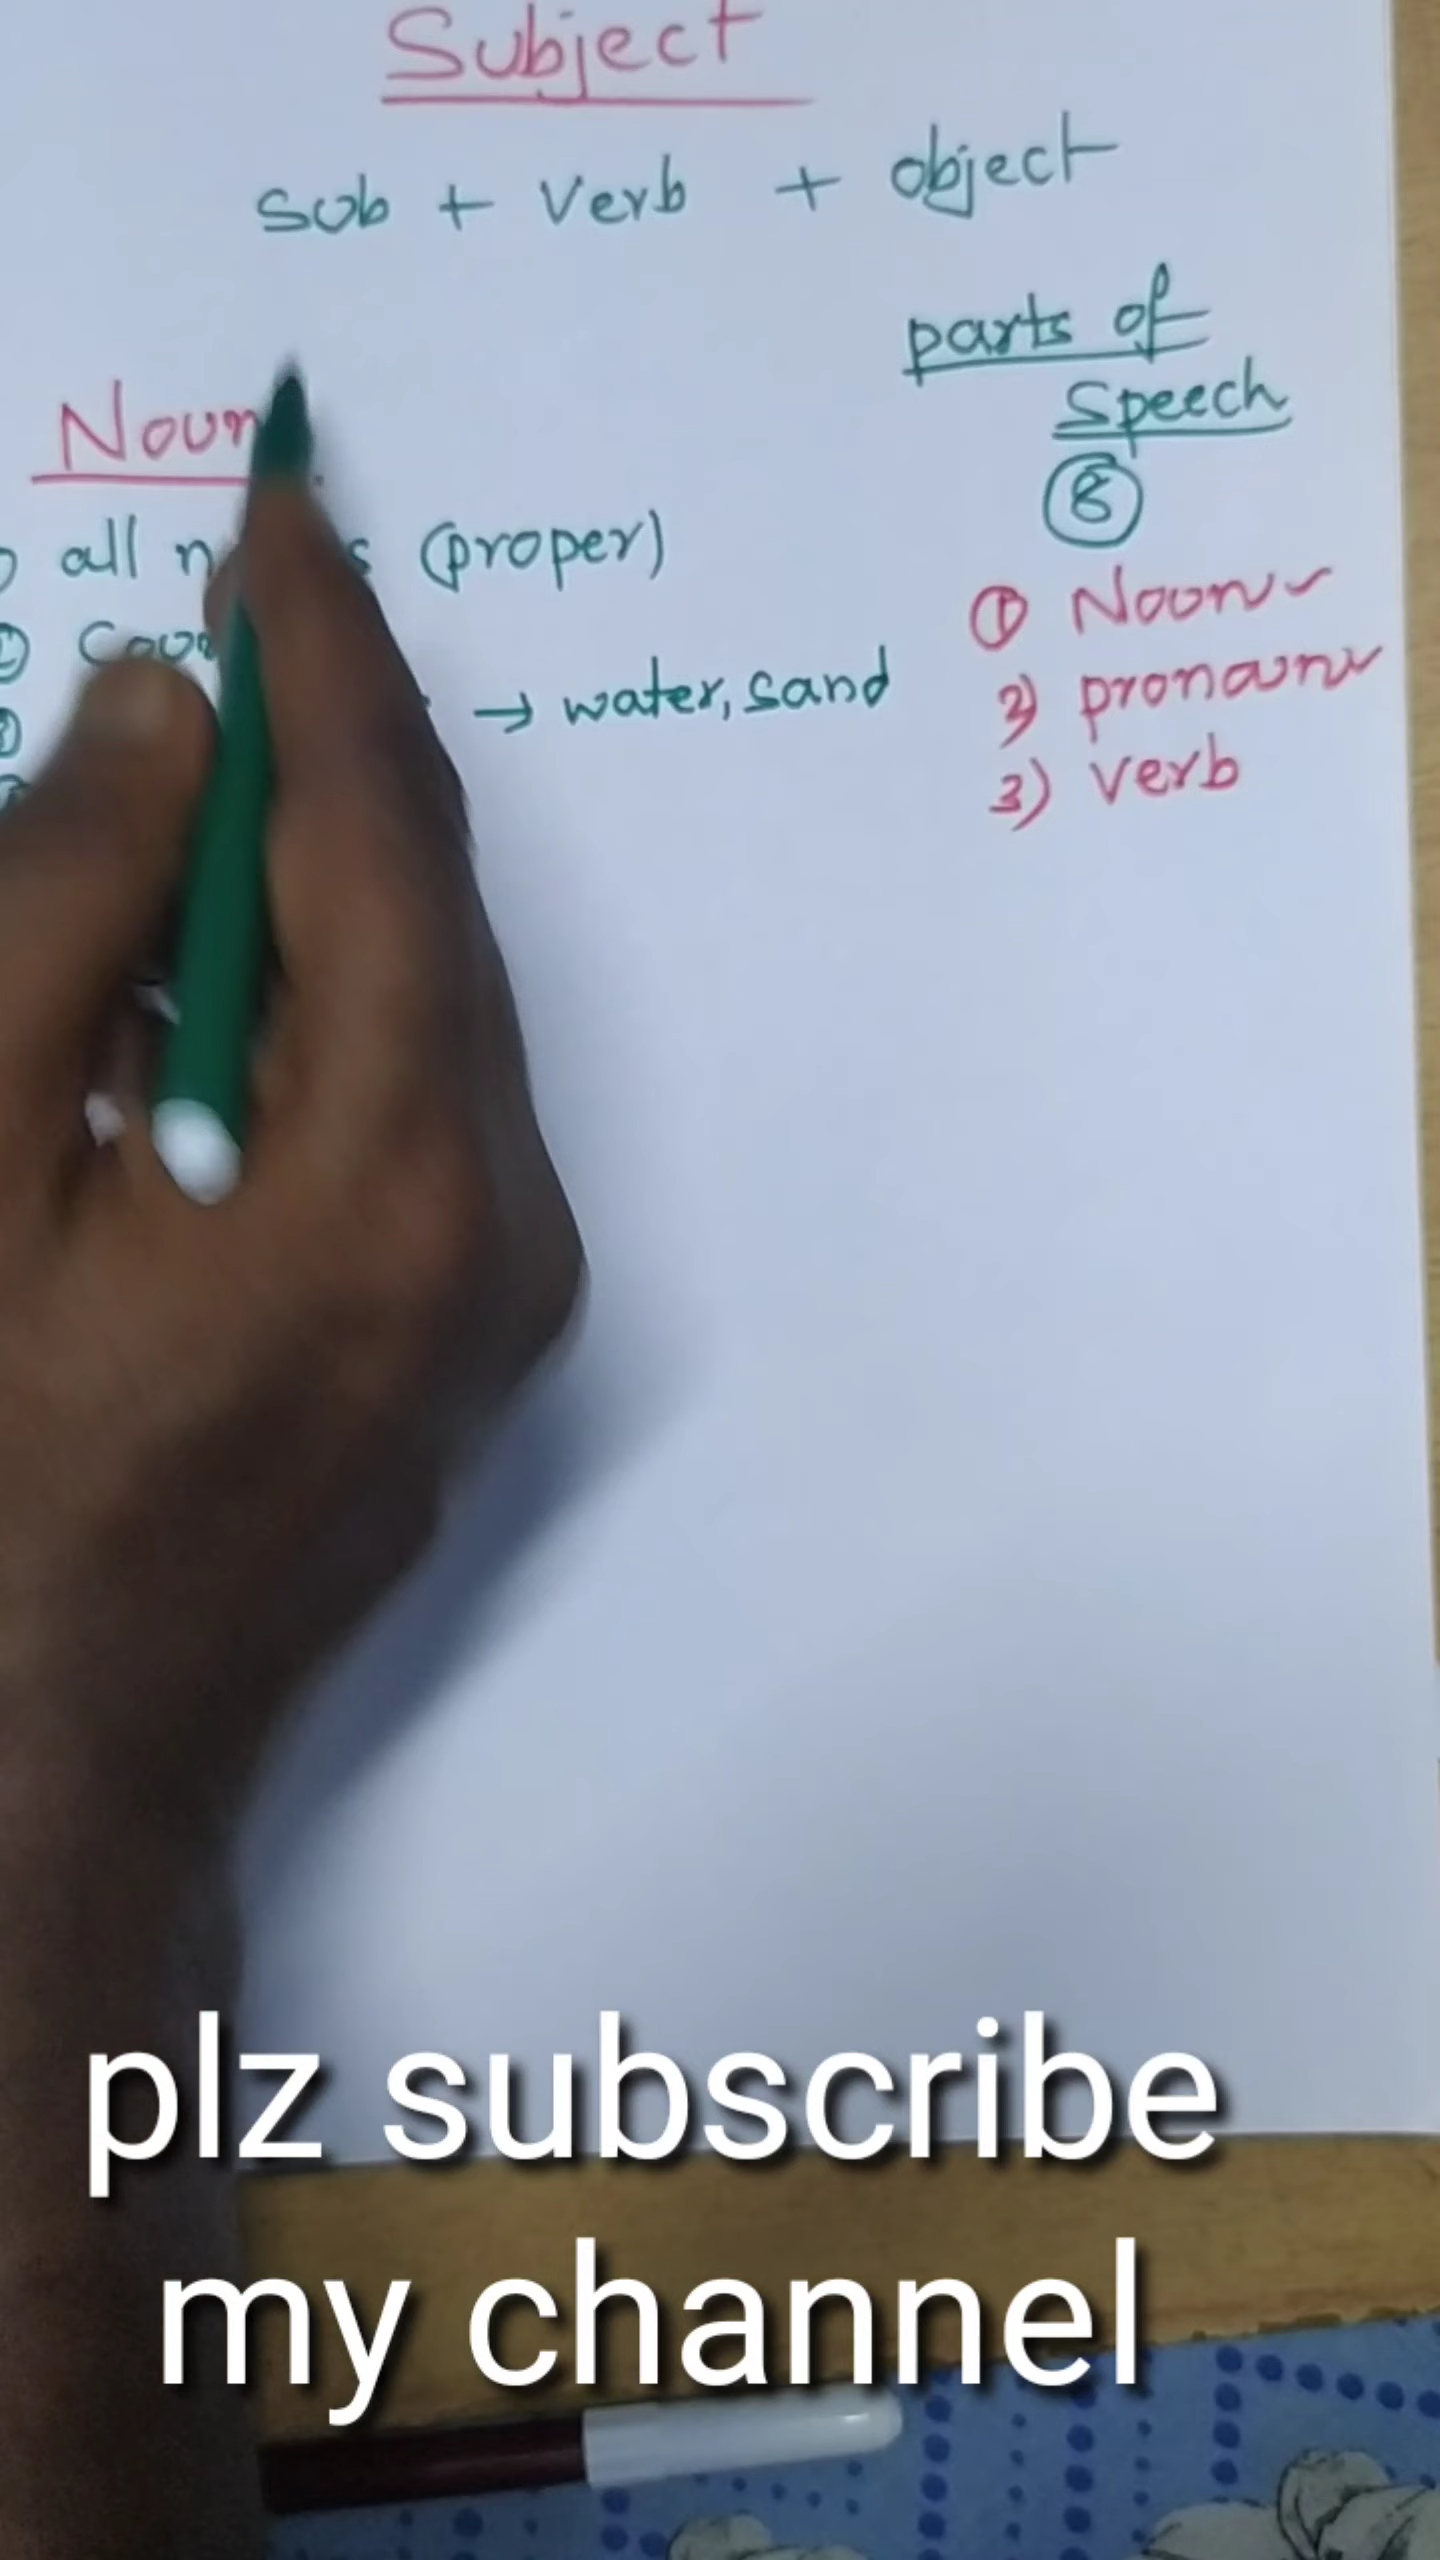 Subject
Sub + Verb + object
parts of
Speech
8
Noun
all (proper)
→ water, sand
① Noun
2) pronoun
3) verb
plz subscribe
my channel